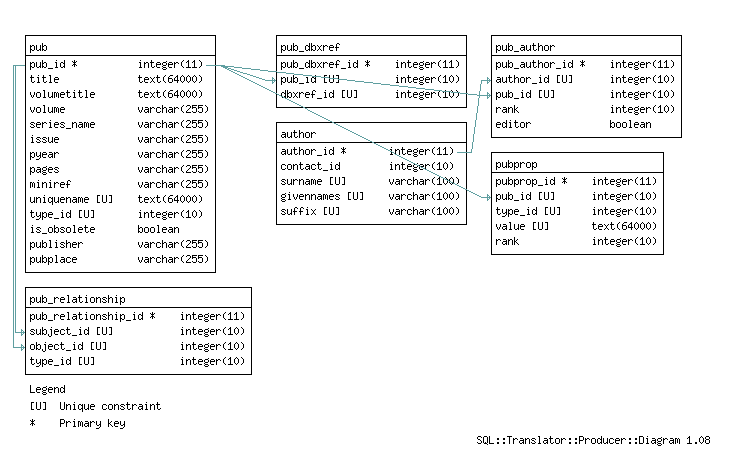 pub
pub_id * integer(11)
title text(64000)
volumetitle text(64000)
volume varchar(255)
series_name varchar(255)
issue varchar(255)
pyear varchar(255)
pages varchar(255)
miniref varchar(255)
uniquename [U] text(64000)
type_id [U] integer(10)
is_obsolete boolean
publisher varchar(255)
pubplace varchar(255)
pub_relationship
pub_relationship_id * integer(11)
subject_id [U] integer(10)
object_id [U] integer(10)
type_id [U] integer(10)
Legend
[U] Unique constraint
* Primary key
pub_dbxref
pub_dbxref_id * integer(11)
pub_id [U] integer(10)
dbxref_id [U] integer(10)
author
author_id * integer(11)
contact_id integer(10)
surname [U] varchar(100)
givennames [U] varchar(100)
suffix [U] varchar(100)
pub_author
pub_author_id * integer(11)
author_id [U] integer(10)
pub_id [U] integer(10)
rank integer(10)
editor boolean
pubprop
pubprop_id * integer(11)
pub_id [U] integer(10)
type_id [U] integer(10)
value [U] text(64000)
rank integer(10)
SQL::Translator::Producer::Diagram 1.08